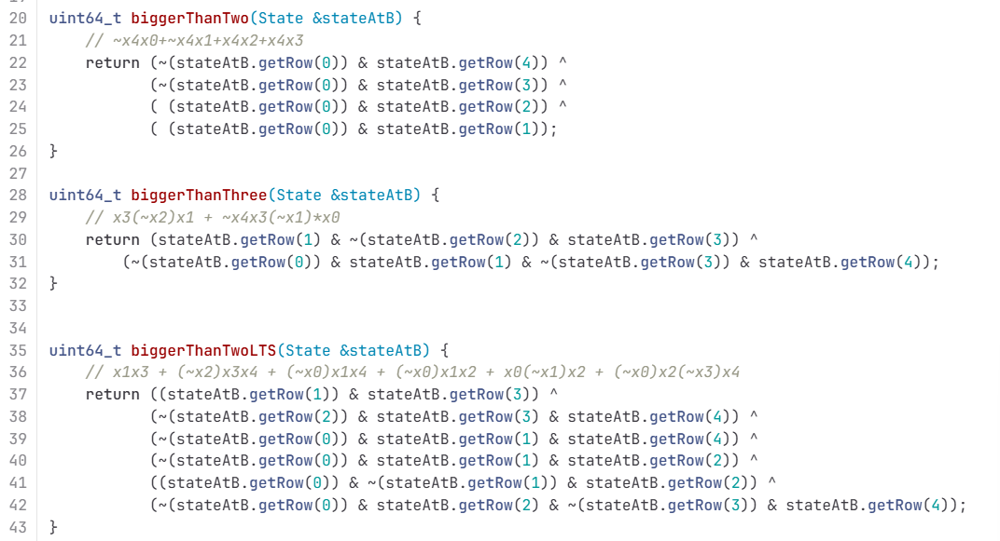 20 uint64_t biggerThanTwo(State &stateAtB) {
21     // ~x4x0+~x4x1+x4x2+x4x3
22     return (~(stateAtB.getRow(0)) & stateAtB.getRow(4)) ^
23            (~(stateAtB.getRow(0)) & stateAtB.getRow(3)) ^
24            ( (stateAtB.getRow(0)) & stateAtB.getRow(2)) ^
25            ( (stateAtB.getRow(0)) & stateAtB.getRow(1));
26 }
27
28 uint64_t biggerThanThree(State &stateAtB) {
29     // x3(~x2)x1 + ~x4x3(~x1)*x0
30     return (stateAtB.getRow(1) & ~(stateAtB.getRow(2)) & stateAtB.getRow(3)) ^
31         (~(stateAtB.getRow(0)) & stateAtB.getRow(1) & ~(stateAtB.getRow(3)) & stateAtB.getRow(4));
32 }
33
34
35 uint64_t biggerThanTwoLTS(State &stateAtB) {
36     // x1x3 + (~x2)x3x4 + (~x0)x1x4 + (~x0)x1x2 + x0(~x1)x2 + (~x0)x2(~x3)x4
37     return ((stateAtB.getRow(1)) & stateAtB.getRow(3)) ^
38            (~(stateAtB.getRow(2)) & stateAtB.getRow(3) & stateAtB.getRow(4)) ^
39            (~(stateAtB.getRow(0)) & stateAtB.getRow(1) & stateAtB.getRow(4)) ^
40            (~(stateAtB.getRow(0)) & stateAtB.getRow(1) & stateAtB.getRow(2)) ^
41            ((stateAtB.getRow(0)) & ~(stateAtB.getRow(1)) & stateAtB.getRow(2)) ^
42            (~(stateAtB.getRow(0)) & stateAtB.getRow(2) & ~(stateAtB.getRow(3)) & stateAtB.getRow(4));
43 }